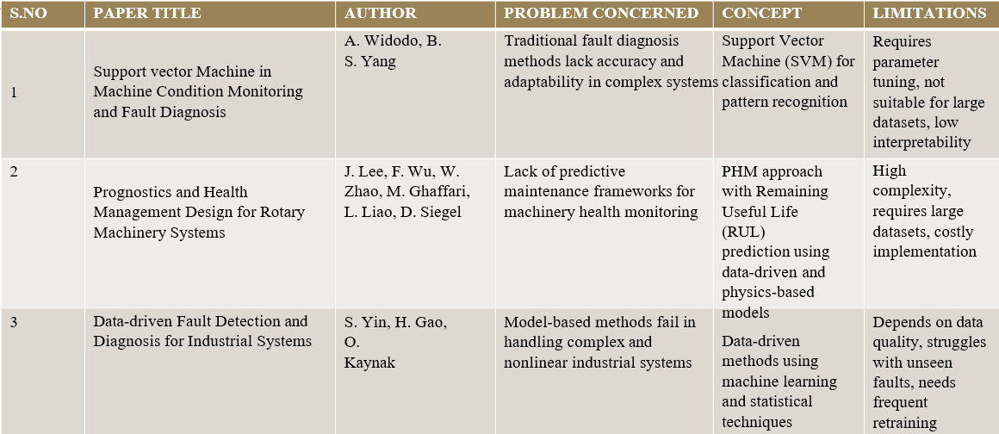 S.NO
PAPER TITLE
AUTHOR
PROBLEM CONCERNED
CONCEPT
LIMITATIONS
1
Support vector Machine in
Machine Condition Monitoring
and Fault Diagnosis
A. Widodo, B.
S. Yang
Traditional fault diagnosis
methods lack accuracy and
adaptability in complex systems
Support Vector
Machine (SVM) for
classification and
pattern recognition
Requires
parameter
tuning, not
suitable for large
datasets, low
interpretability
2
Prognostics and Health
Management Design for Rotary
Machinery Systems
J. Lee, F. Wu, W.
Zhao, M. Ghaffari,
L. Liao, D. Siegel
Lack of predictive
maintenance frameworks for
machinery health monitoring
PHM approach
with Remaining
Useful Life
(RUL)
prediction using
data-driven and
physics-based
models
High
complexity,
requires large
datasets, costly
implementation
3
Data-driven Fault Detection and
Diagnosis for Industrial Systems
S. Yin, H. Gao,
O.
Kaynak
Model-based methods fail in
handling complex and
nonlinear industrial systems
Data-driven
methods using
machine learning
and statistical
techniques
Depends on data
quality, struggles
with unseen
faults, needs
frequent
retraining